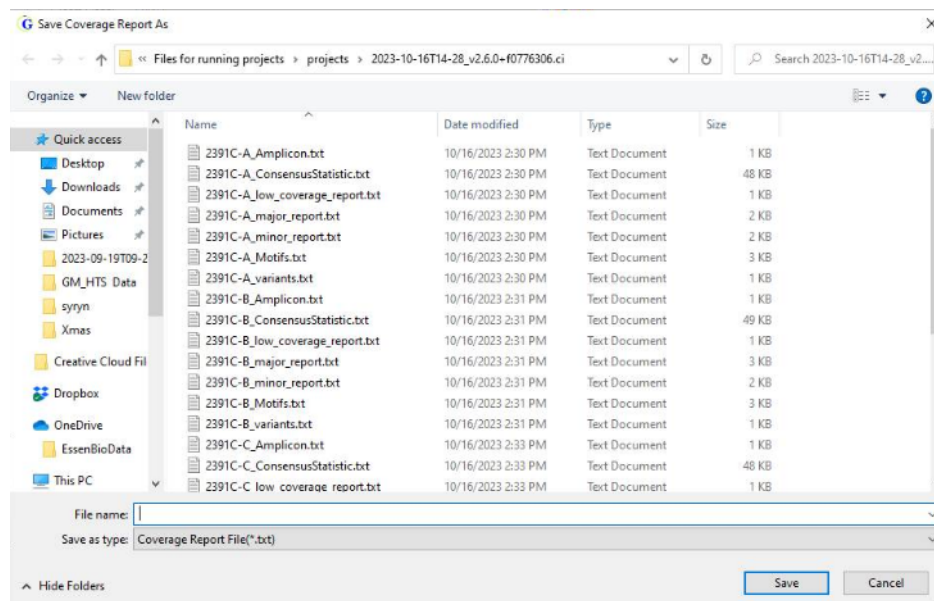 G Save Coverage Report As
« Files for running projects › projects › 2023-10-16T14-28_v2.6.0+f0776306.ci
Search 2023-10-16T14-28_v2....
Organize New folder
Name Date modified Type Size
Quick access
Desktop
Downloads
Documents
Pictures
2023-09-19T09-2
GM_HTS Data
syryn
Xmas
Creative Cloud Fil
Dropbox
OneDrive
EssenBioData
This PC
2391C-A_Amplicon.txt 10/16/2023 2:30 PM Text Document 1 KB
2391C-A_ConsensusStatistic.txt 10/16/2023 2:30 PM Text Document 48 KB
2391C-A_low_coverage_report.txt 10/16/2023 2:30 PM Text Document 1 KB
2391C-A_major_report.txt 10/16/2023 2:30 PM Text Document 2 KB
2391C-A_minor_report.txt 10/16/2023 2:30 PM Text Document 2 KB
2391C-A_Motifs.txt 10/16/2023 2:30 PM Text Document 3 KB
2391C-A_variants.txt 10/16/2023 2:30 PM Text Document 1 KB
2391C-B_Amplicon.txt 10/16/2023 2:31 PM Text Document 1 KB
2391C-B_ConsensusStatistic.txt 10/16/2023 2:31 PM Text Document 49 KB
2391C-B_low_coverage_report.txt 10/16/2023 2:31 PM Text Document 1 KB
2391C-B_major_report.txt 10/16/2023 2:31 PM Text Document 3 KB
2391C-B_minor_report.txt 10/16/2023 2:31 PM Text Document 2 KB
2391C-B_Motifs.txt 10/16/2023 2:31 PM Text Document 3 KB
2391C-B_variants.txt 10/16/2023 2:31 PM Text Document 1 KB
2391C-C_Amplicon.txt 10/16/2023 2:33 PM Text Document 1 KB
2391C-C_ConsensusStatistic.txt 10/16/2023 2:33 PM Text Document 48 KB
2391C-C_low_coverage_report.txt 10/16/2023 2:33 PM Text Document 1 KB
File name:
Save as type: Coverage Report File(*.txt)
Hide Folders Save Cancel